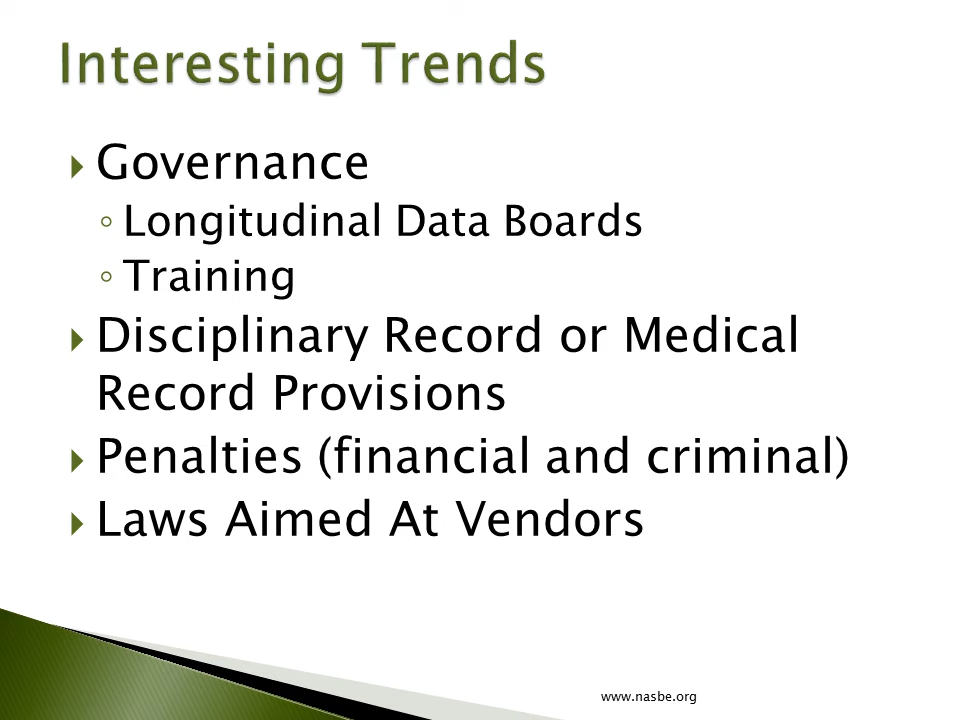 Interesting Trends
Governance
Longitudinal Data Boards
Training
Disciplinary Record or Medical
Record Provisions
Penalties (financial and criminal)
Laws Aimed At Vendors
www.nasbe.org